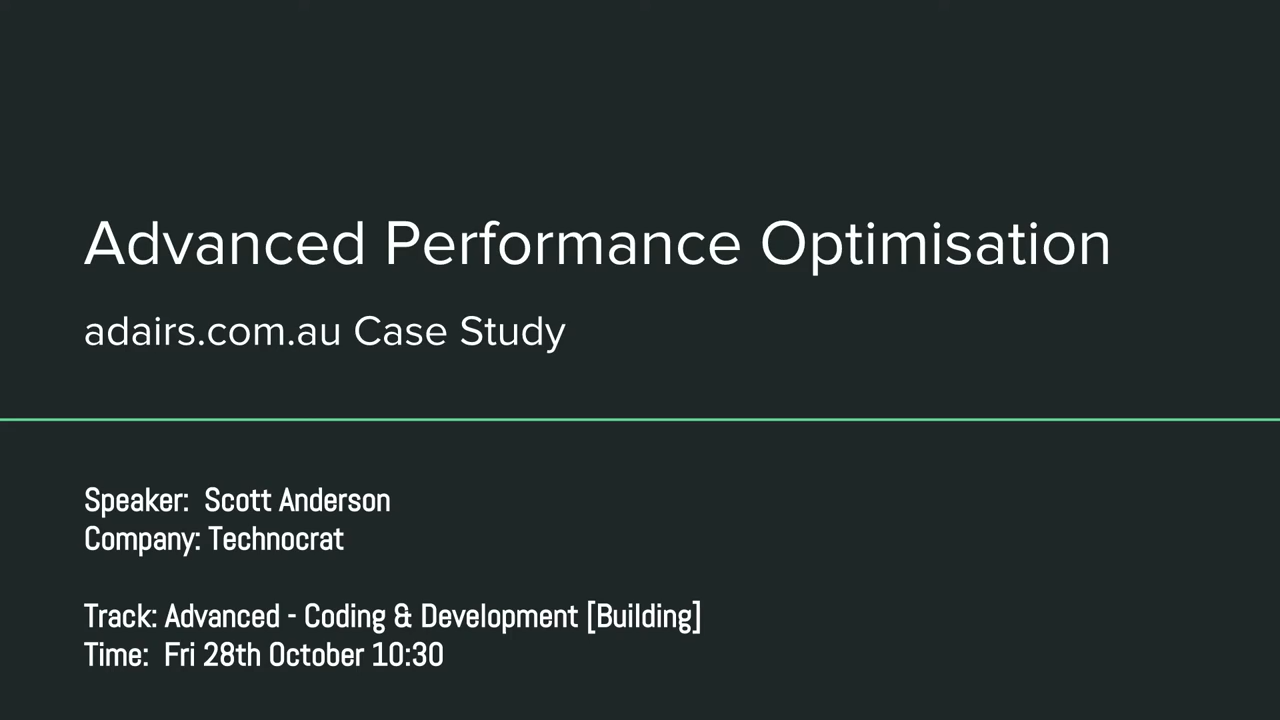 Advanced Performance Optimisation
adairs.com.au Case Study
Speaker: Scott Anderson
Company: Technocrat
Track: Advanced - Coding & Development [Building]
Time: Fri 28th October 10:30